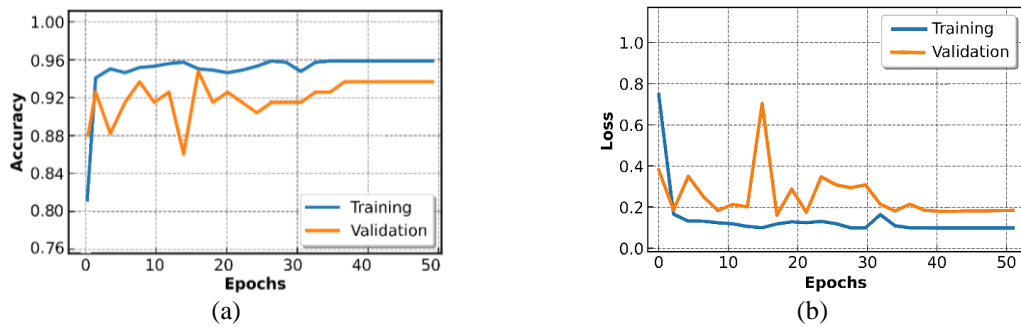 1.00
0.96
0.92
0.88
0.84
0.80
0.76
Accuracy
Training
Validation
0 10 20 30 40 50
Epochs
(a)
1.0
0.8
0.6
0.4
0.2
0.0
Loss
Training
Validation
0 10 20 30 40 50
Epochs
(b)